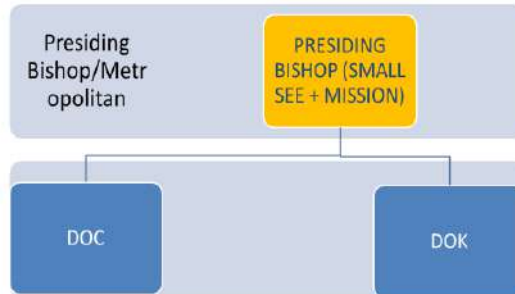 Presiding
Bishop/Metr
opolitan
PRESIDING
BISHOP (SMALL
SEE + MISSION)
DOC
DOK